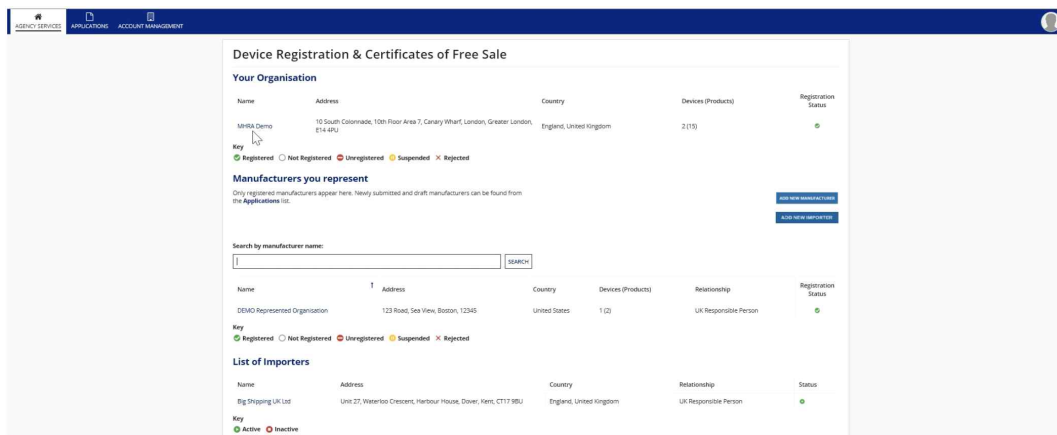 AGENCY SERVICES
APPLICATIONS
ACCOUNT MANAGEMENT
Device Registration & Certificates of Free Sale
Your Organisation
Name Address Country Devices (Products) Registration Status
MHRA Demo 10 South Colonnade, 10th Floor Area 7, Canary Wharf, London, Greater London, England, United Kingdom 2 (15)
E14 4PU
Key
Registered Not Registered Unregistered Suspended Rejected
Manufacturers you represent
Only registered manufacturers appear here. Newly submitted and draft manufacturers can be found from
the Applications list.
ADD NEW MANUFACTURER
ADD NEW IMPORTER
Search by manufacturer name:
SEARCH
Name Address Country Devices (Products) Relationship Registration Status
DEMO Represented Organisation 123 Road, Sea View, Boston, 12345 United States 1 (2) UK Responsible Person
Key
Registered Not Registered Unregistered Suspended Rejected
List of Importers
Name Address Country Relationship Status
Big Shipping UK Ltd Unit 27, Waterloo Crescent, Harbour House, Dover, Kent, CT17 9BU England, United Kingdom UK Responsible Person
Key
Active Inactive